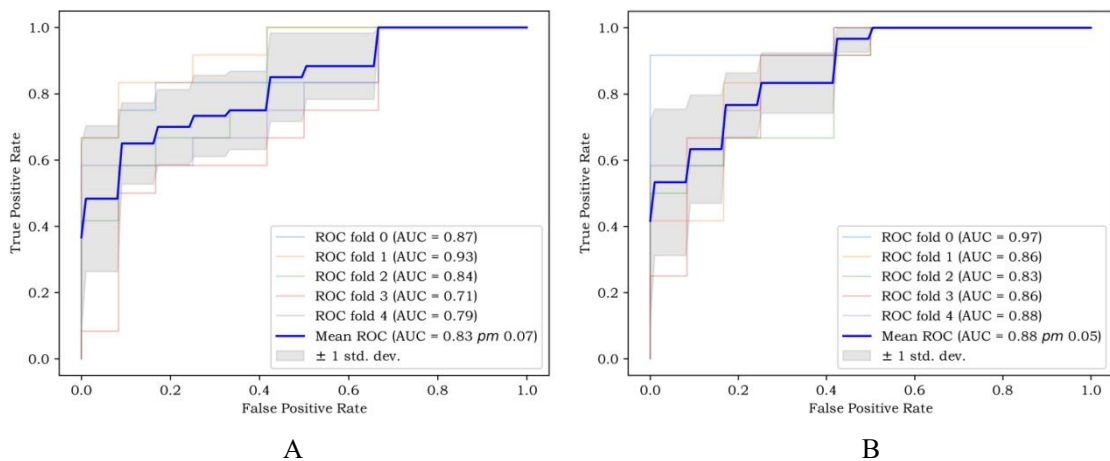 1.0
0.8
0.6
0.4
0.2
0.0
True Positive Rate
ROC fold 0 (AUC = 0.87)
ROC fold 1 (AUC = 0.93)
ROC fold 2 (AUC = 0.84)
ROC fold 3 (AUC = 0.71)
ROC fold 4 (AUC = 0.79)
Mean ROC (AUC = 0.83 pm 0.07)
± 1 std. dev.
0.0 0.2 0.4 0.6 0.8 1.0
False Positive Rate
A
1.0
0.8
0.6
0.4
0.2
0.0
True Positive Rate
ROC fold 0 (AUC = 0.97)
ROC fold 1 (AUC = 0.86)
ROC fold 2 (AUC = 0.83)
ROC fold 3 (AUC = 0.86)
ROC fold 4 (AUC = 0.88)
Mean ROC (AUC = 0.88 pm 0.05)
± 1 std. dev.
0.0 0.2 0.4 0.6 0.8 1.0
False Positive Rate
B